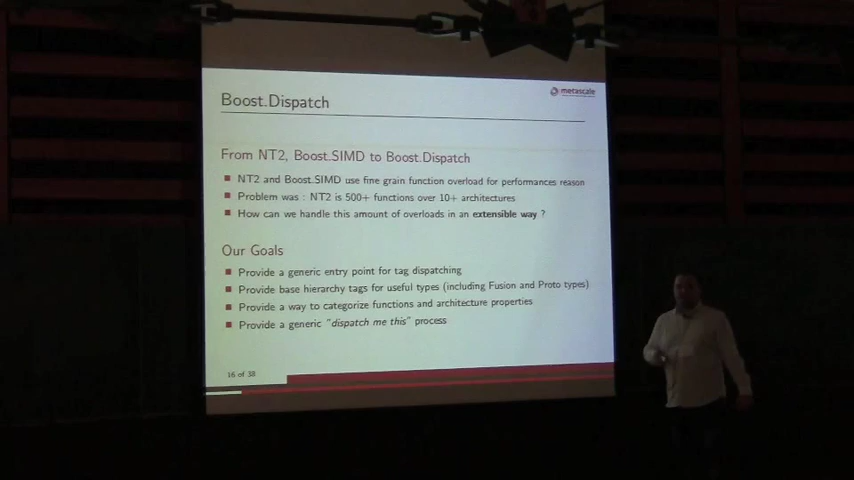 Boost.Dispatch
metascale
From NT2, Boost.SIMD to Boost.Dispatch
NT2 and Boost.SIMD use fine grain function overload for performances reason
Problem was : NT2 is 500+ functions over 10+ architectures
How can we handle this amount of overloads in an extensible way ?
Our Goals
Provide a generic entry point for tag dispatching
Provide base hierarchy tags for useful types (including Fusion and Proto types)
Provide a way to categorize functions and architecture properties
Provide a generic "dispatch me this" process
16 of 38